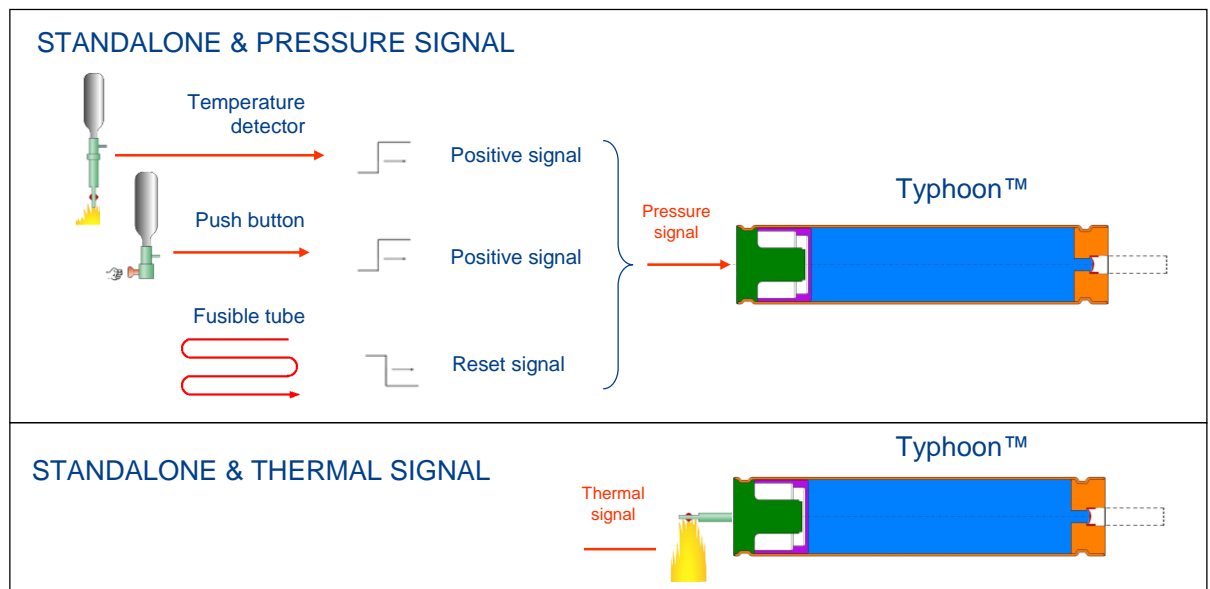 STANDALONE & PRESSURE SIGNAL
Temperature
detector
Positive signal
Push button
Positive signal
Fusible tube
Reset signal
Pressure
signal
Typhoon™
STANDALONE & THERMAL SIGNAL
Thermal
signal
Typhoon™